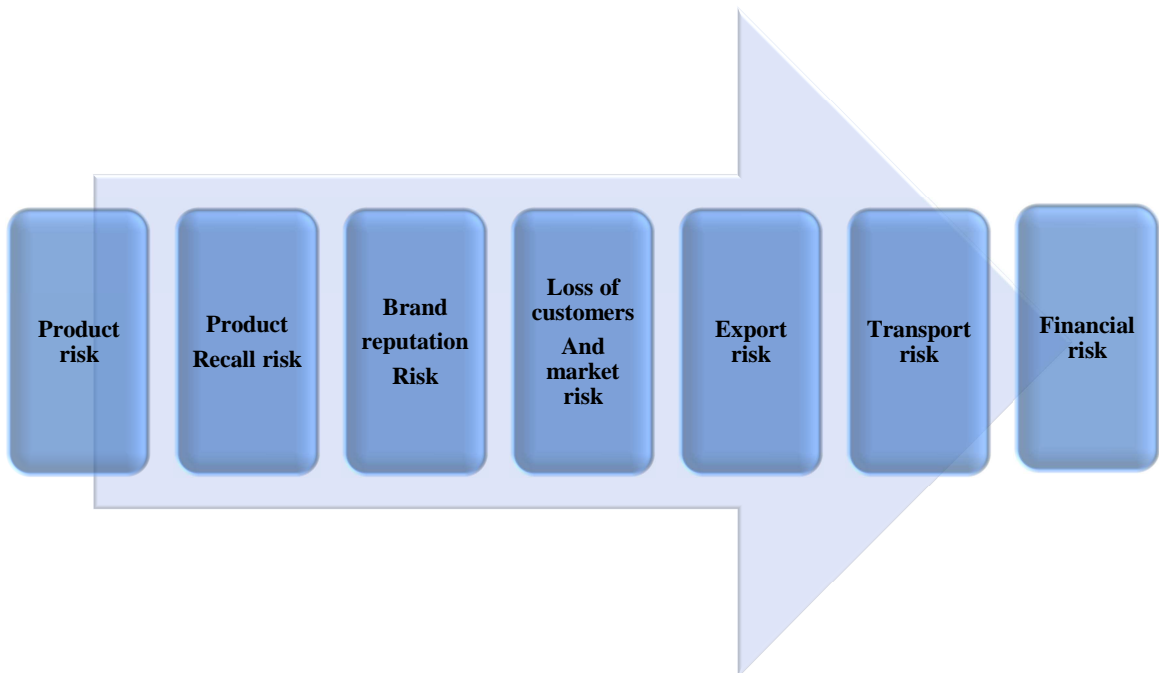 Product
risk
Product
Recall risk
Brand
reputation
Risk
Loss of
customers
And
market
risk
Export
risk
Transport
risk
Financial
risk